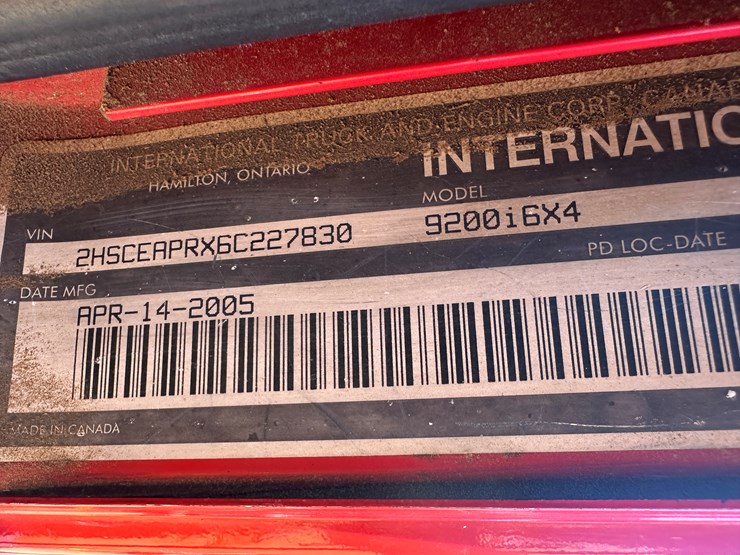 INTERNATIONAL TRUCK AND ENGINE CORP. CANADA
HAMILTON, ONTARIO
INTERNATIO
VIN
2HSCEAPRX6C227830
MODEL
9200i6X4
PD LOC-DATE
DATE MFG
APR-14-2005
MADE IN CANADA